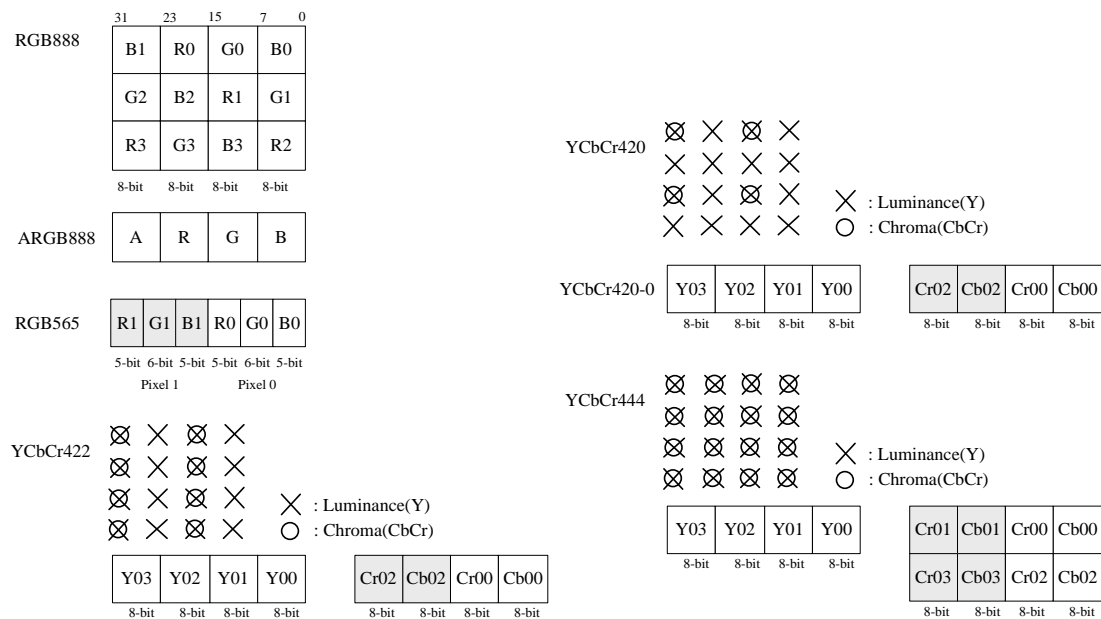 31 23 15 7 0
RGB888
B1 R0 G0 B0
G2 B2 R1 G1
R3 G3 B3 R2
8-bit 8-bit 8-bit 8-bit
ARGB888
A R G B
RGB565
R1 G1 B1 R0 G0 B0
5-bit 6-bit 5-bit 5-bit 6-bit 5-bit
Pixel 1 Pixel 0
YCbCr422
: Luminance(Y)
: Chroma(CbCr)
Y03 Y02 Y01 Y00
8-bit 8-bit 8-bit 8-bit
Cr02 Cb02 Cr00 Cb00
8-bit 8-bit 8-bit 8-bit
YCbCr420
: Luminance(Y)
: Chroma(CbCr)
YCbCr420-0
Y03 Y02 Y01 Y00
8-bit 8-bit 8-bit 8-bit
Cr02 Cb02 Cr00 Cb00
8-bit 8-bit 8-bit 8-bit
YCbCr444
: Luminance(Y)
: Chroma(CbCr)
Y03 Y02 Y01 Y00
8-bit 8-bit 8-bit 8-bit
Cr01 Cb01 Cr00 Cb00
Cr03 Cb03 Cr02 Cb02
8-bit 8-bit 8-bit 8-bit